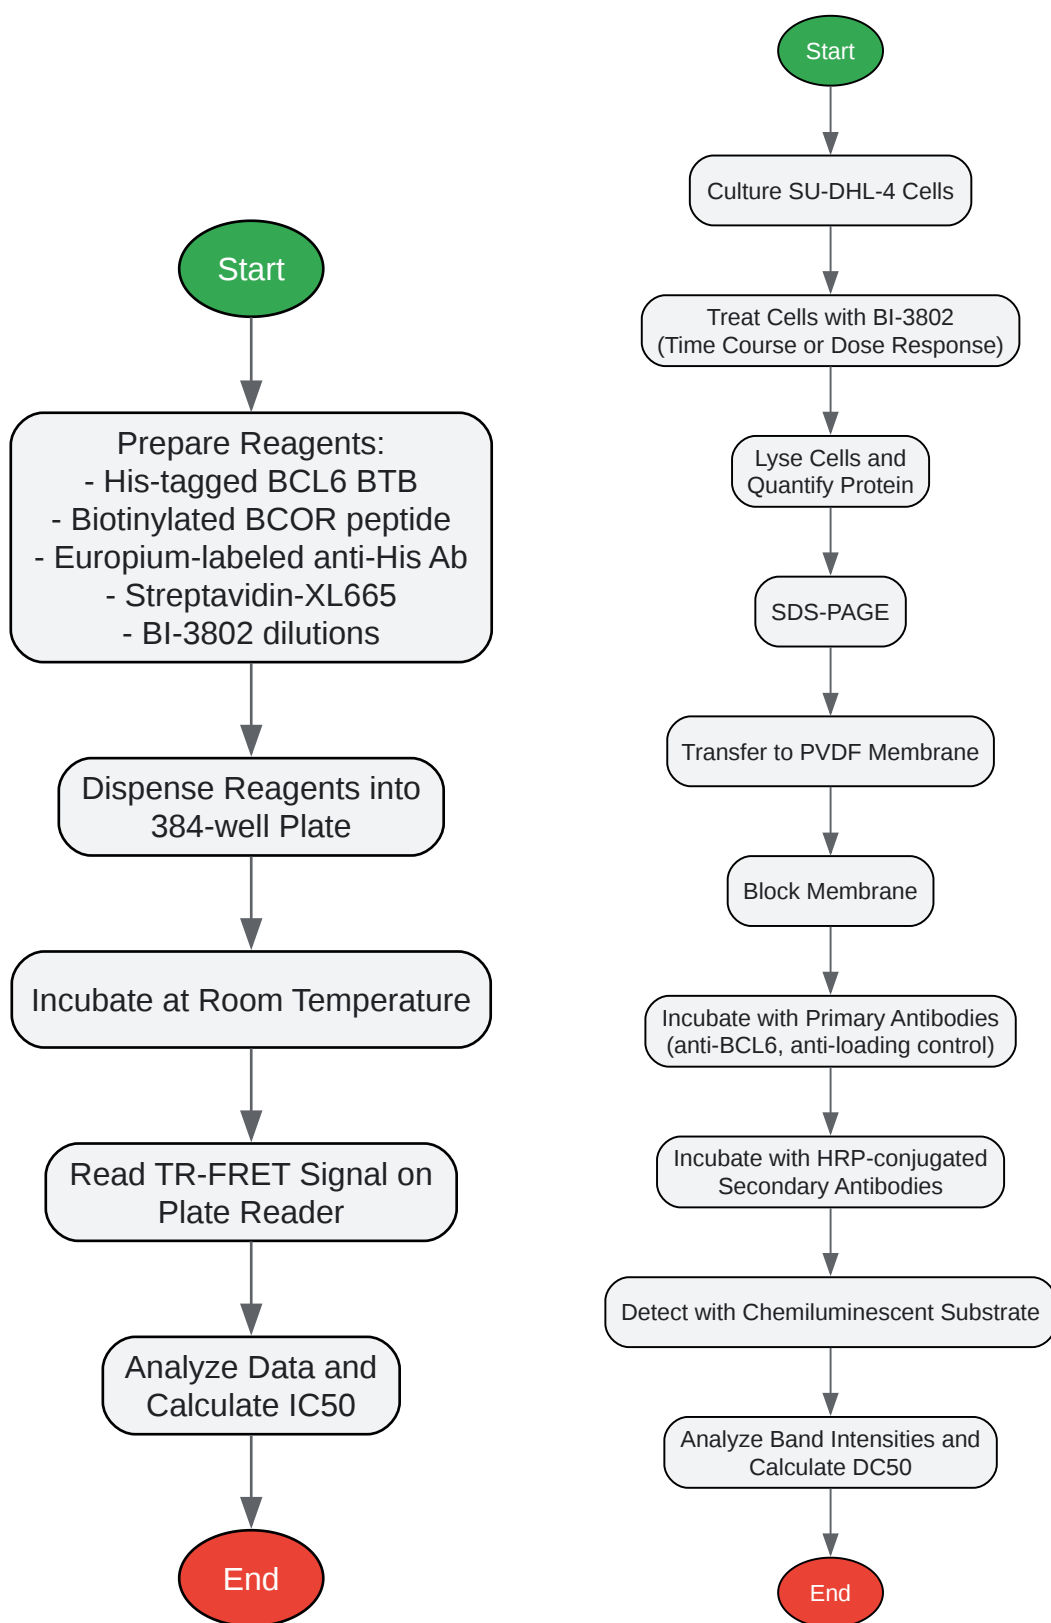 Start
Prepare Reagents:
- His-tagged BCL6 BTB
- Biotinylated BCOR peptide
- Europium-labeled anti-His Ab
- Streptavidin-XL665
- BI-3802 dilutions
Dispense Reagents into
384-well Plate
Incubate at Room Temperature
Read TR-FRET Signal on
Plate Reader
Analyze Data and
Calculate IC50
End
Start
Culture SU-DHL-4 Cells
Treat Cells with BI-3802
(Time Course or Dose Response)
Lyse Cells and
Quantify Protein
SDS-PAGE
Transfer to PVDF Membrane
Block Membrane
Incubate with Primary Antibodies
(anti-BCL6, anti-loading control)
Incubate with HRP-conjugated
Secondary Antibodies
Detect with Chemiluminescent Substrate
Analyze Band Intensities and
Calculate DC50
End